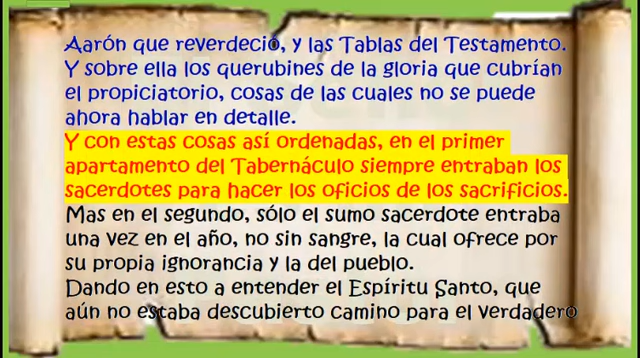 Aarón que reverdeció, y las Tablas del Testamento.
Y sobre ella los querubines de la gloria que cubrían
el propiciatorio, cosas de las cuales no se puede
ahora hablar en detalle.
Y con estas cosas así ordenadas, en el primer
apartamento del Tabernáculo siempre entraban los
sacerdotes para hacer los oficios de los sacrificios.
Mas en el segundo, sólo el sumo sacerdote entraba
una vez en el año, no sin sangre, la cual ofrece por
su propia ignorancia y la del pueblo.
Dando en esto a entender el Espíritu Santo, que
aún no estaba descubierto camino para el verdadero